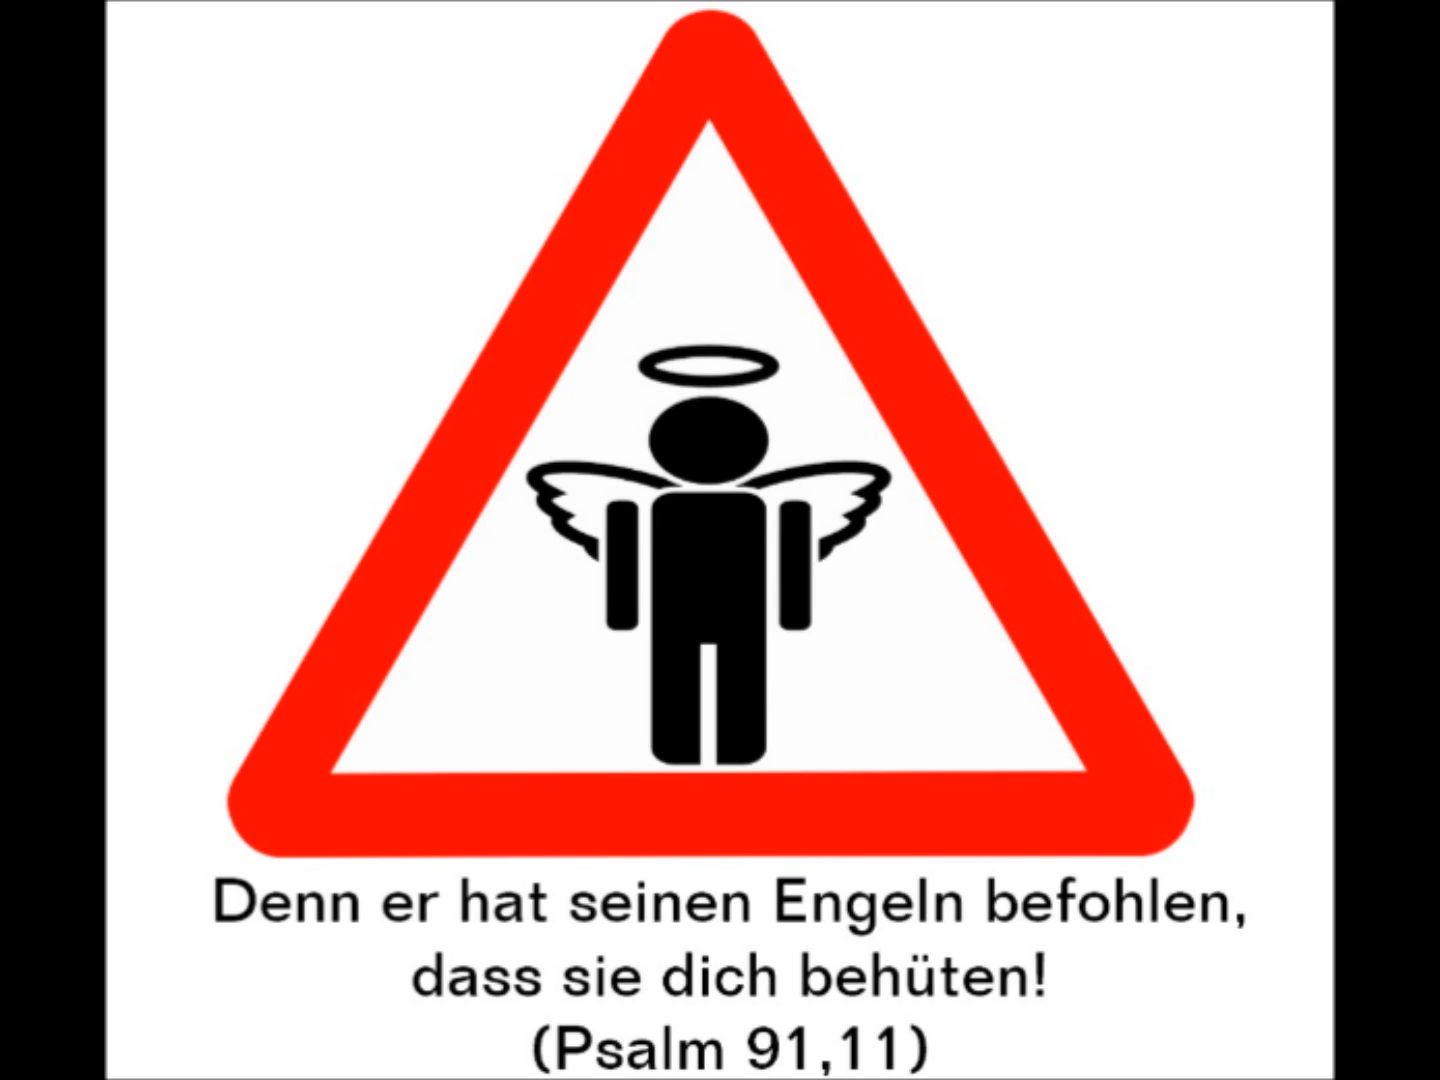 Denn er hat seinen Engeln befohlen,
dass sie dich behüten!
(Psalm 91,11)